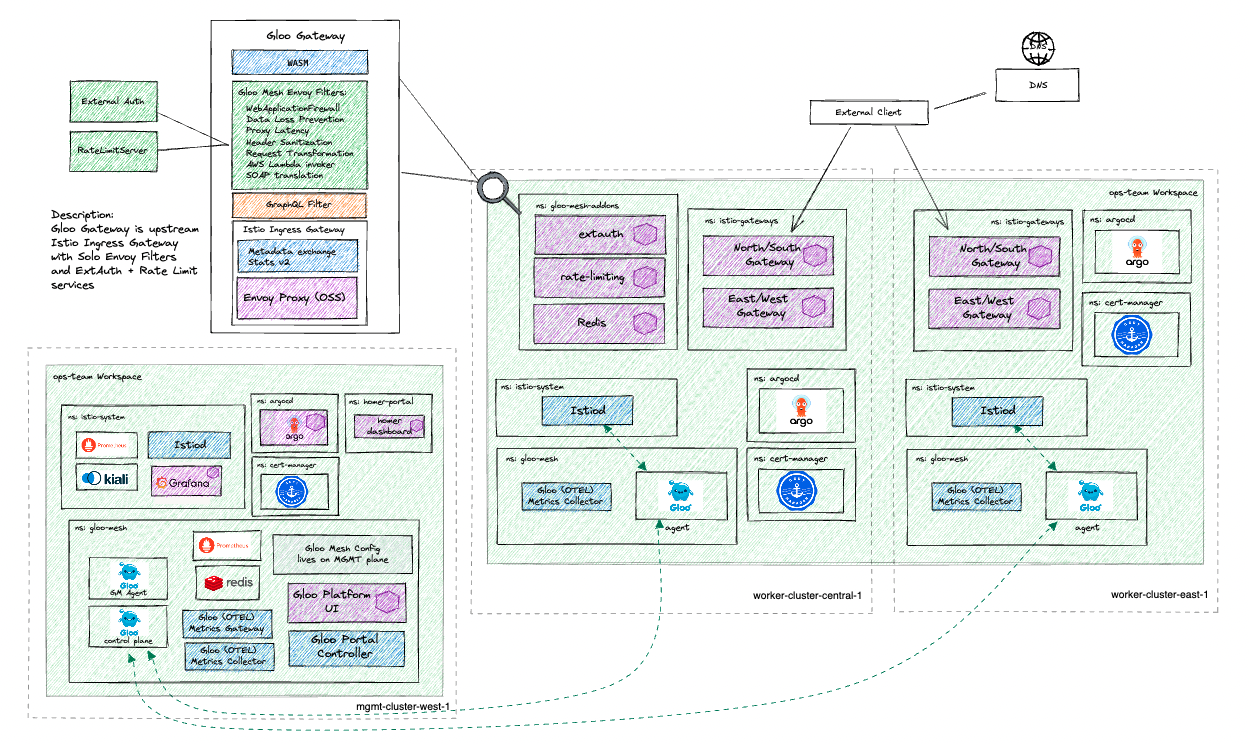 Gloo Gateway
WASM
Gloo Mesh Envoy Filters:
WebApplicationFirewall
Data Loss Prevention
Proxy Latency
Header Sanitization
Request Transformation
AWS Lambda invoker
SOAP translation
GraphQL Filter
Istio Ingress Gateway
Metadata exchange
Stats v2
Envoy Proxy (OSS)
External Auth
RateLimitServer
Description:
Gloo Gateway is upstream
Istio Ingress Gateway
with Solo Envoy Filters
and ExtAuth + Rate Limit
services
DNS
DNS
External Client
ns: gloo-mesh-addons
extauth
rate-limiting
Redis
ns: istio-gateways
North/South
Gateway
East/West
Gateway
ns: istio-system
Istiod
ns: argocd
argo
ns: gloo-mesh
Gloo (OTEL)
Metrics Collector
Gloo
agent
ns: cert-manager
worker-cluster-central-1
ops-team Workspace
ns: istio-gateways
North/South
Gateway
East/West
Gateway
ns: argocd
argo
ns: cert-manager
ns: istio-system
Istiod
ns: gloo-mesh
Gloo (OTEL)
Metrics Collector
Gloo
agent
worker-cluster-east-1
ops-team Workspace
ns: istio-system
Prometheus
Istiod
kiali
Grafana
ns: argocd
argo
ns: homer-portal
homer
dashboard
ns: cert-manager
ns: gloo-mesh
Gloo
GM Agent
Gloo
control plane
Prometheus
redis
Gloo (OTEL)
Metrics Gateway
Gloo (OTEL)
Metrics Collector
Gloo Mesh Config
lives on MGMT plane
Gloo Platform
UI
Gloo Portal
Controller
mgmt-cluster-west-1